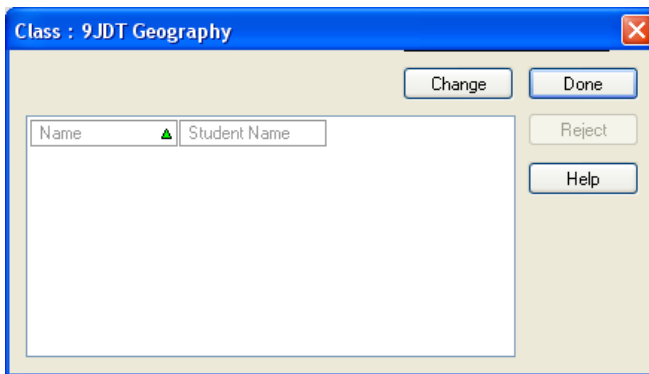 Class : 9JDT Geography
Change
Done
Name
Student Name
Reject
Help